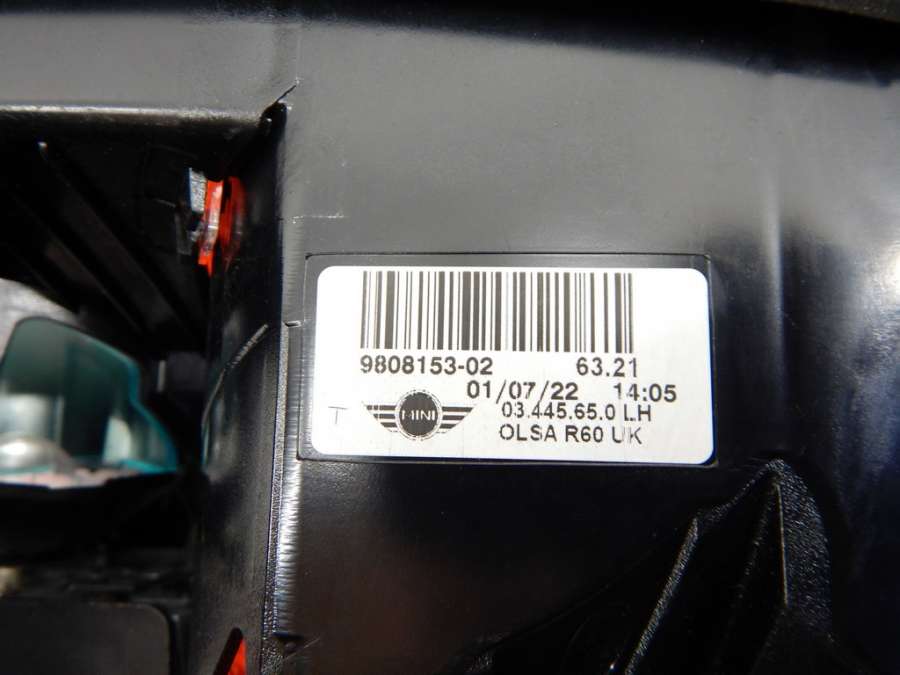 9808153-02 63.21
01/07/22 14:05
03.445.65.0 LH
T MINI
OLSA R60 UK